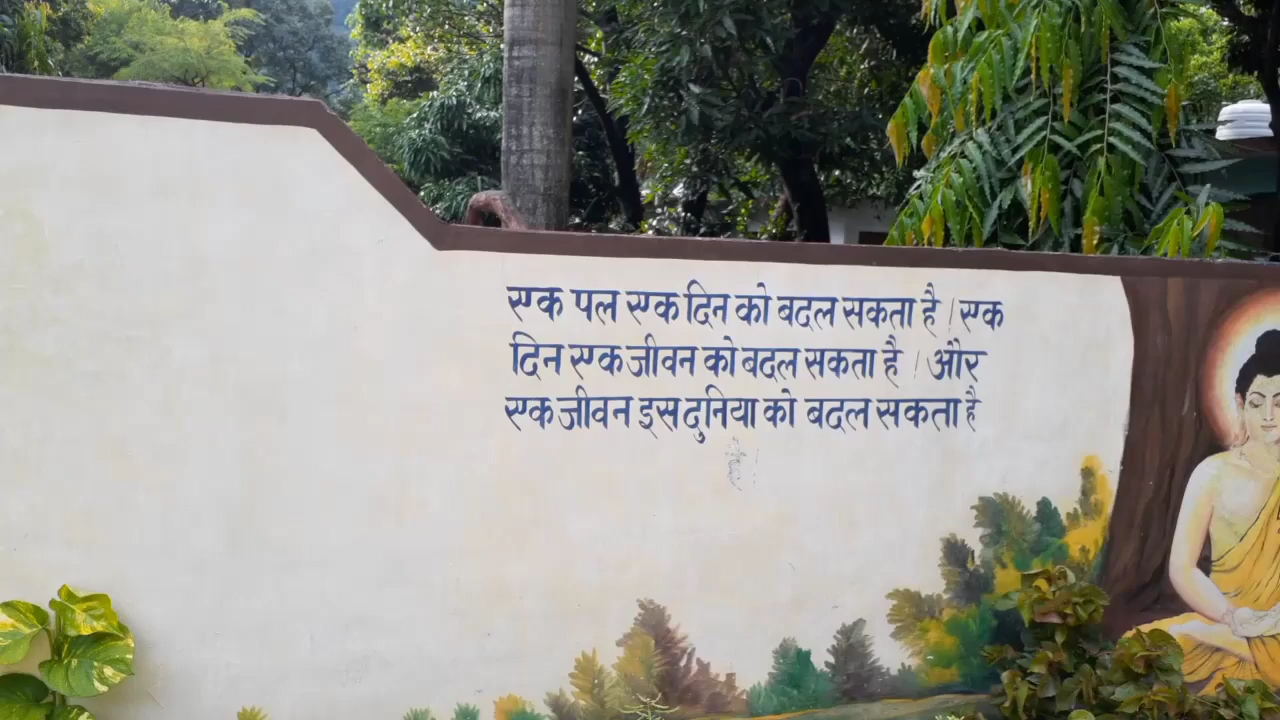 एक पल एक दिन को बदल सकता है । एक
दिन एक जीवन को बदल सकता है । और
एक जीवन इस दुनिया को बदल सकता है